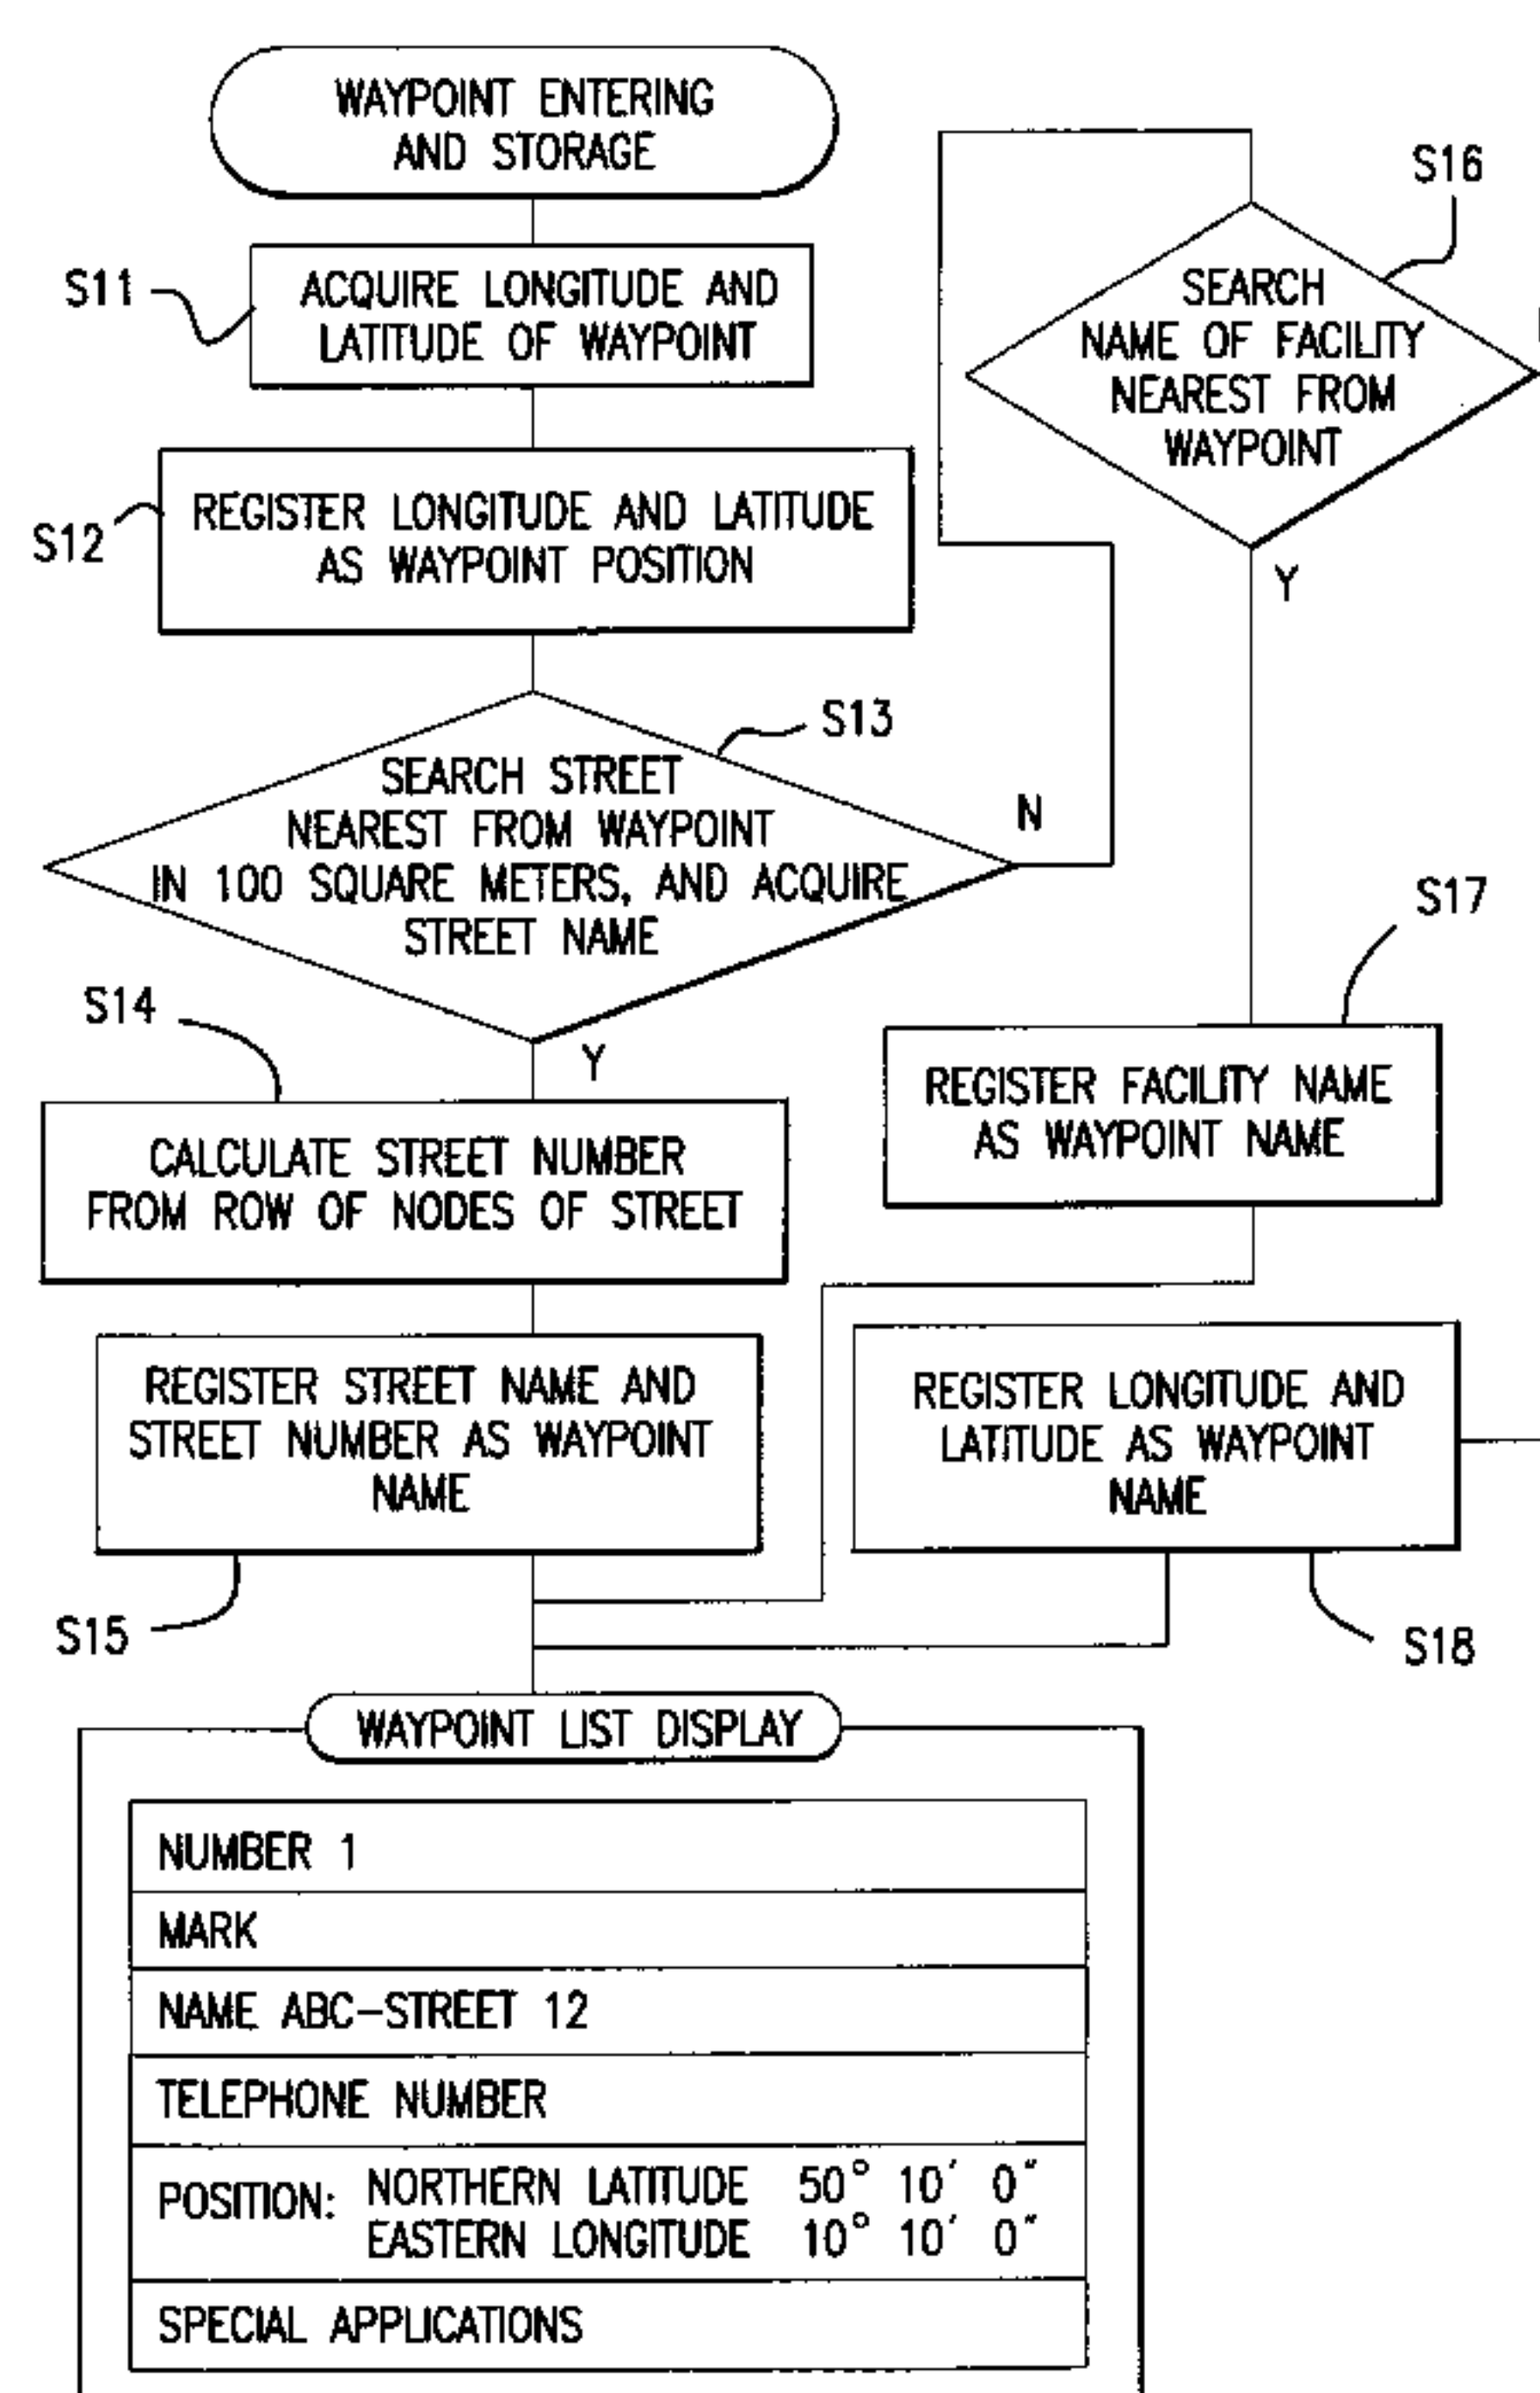 WAYPOINT ENTERING
AND STORAGE
S11
ACQUIRE LONGITUDE AND
LATITUDE OF WAYPOINT
S12
REGISTER LONGITUDE AND LATITUDE
AS WAYPOINT POSITION
S13
SEARCH STREET
NEAREST FROM WAYPOINT
IN 100 SQUARE METERS, AND ACQUIRE
STREET NAME
N
Y
S14
CALCULATE STREET NUMBER
FROM ROW OF NODES OF STREET
REGISTER STREET NAME AND
STREET NUMBER AS WAYPOINT
NAME
S15
S16
SEARCH
NAME OF FACILITY
NEAREST FROM
WAYPOINT
Y
S17
REGISTER FACILITY NAME
AS WAYPOINT NAME
REGISTER LONGITUDE AND
LATITUDE AS WAYPOINT
NAME
S18
WAYPOINT LIST DISPLAY
NUMBER 1
MARK
NAME ABC-STREET 12
TELEPHONE NUMBER
POSITION: NORTHERN LATITUDE 50° 10′ 0″
EASTERN LONGITUDE 10° 10′ 0″
SPECIAL APPLICATIONS